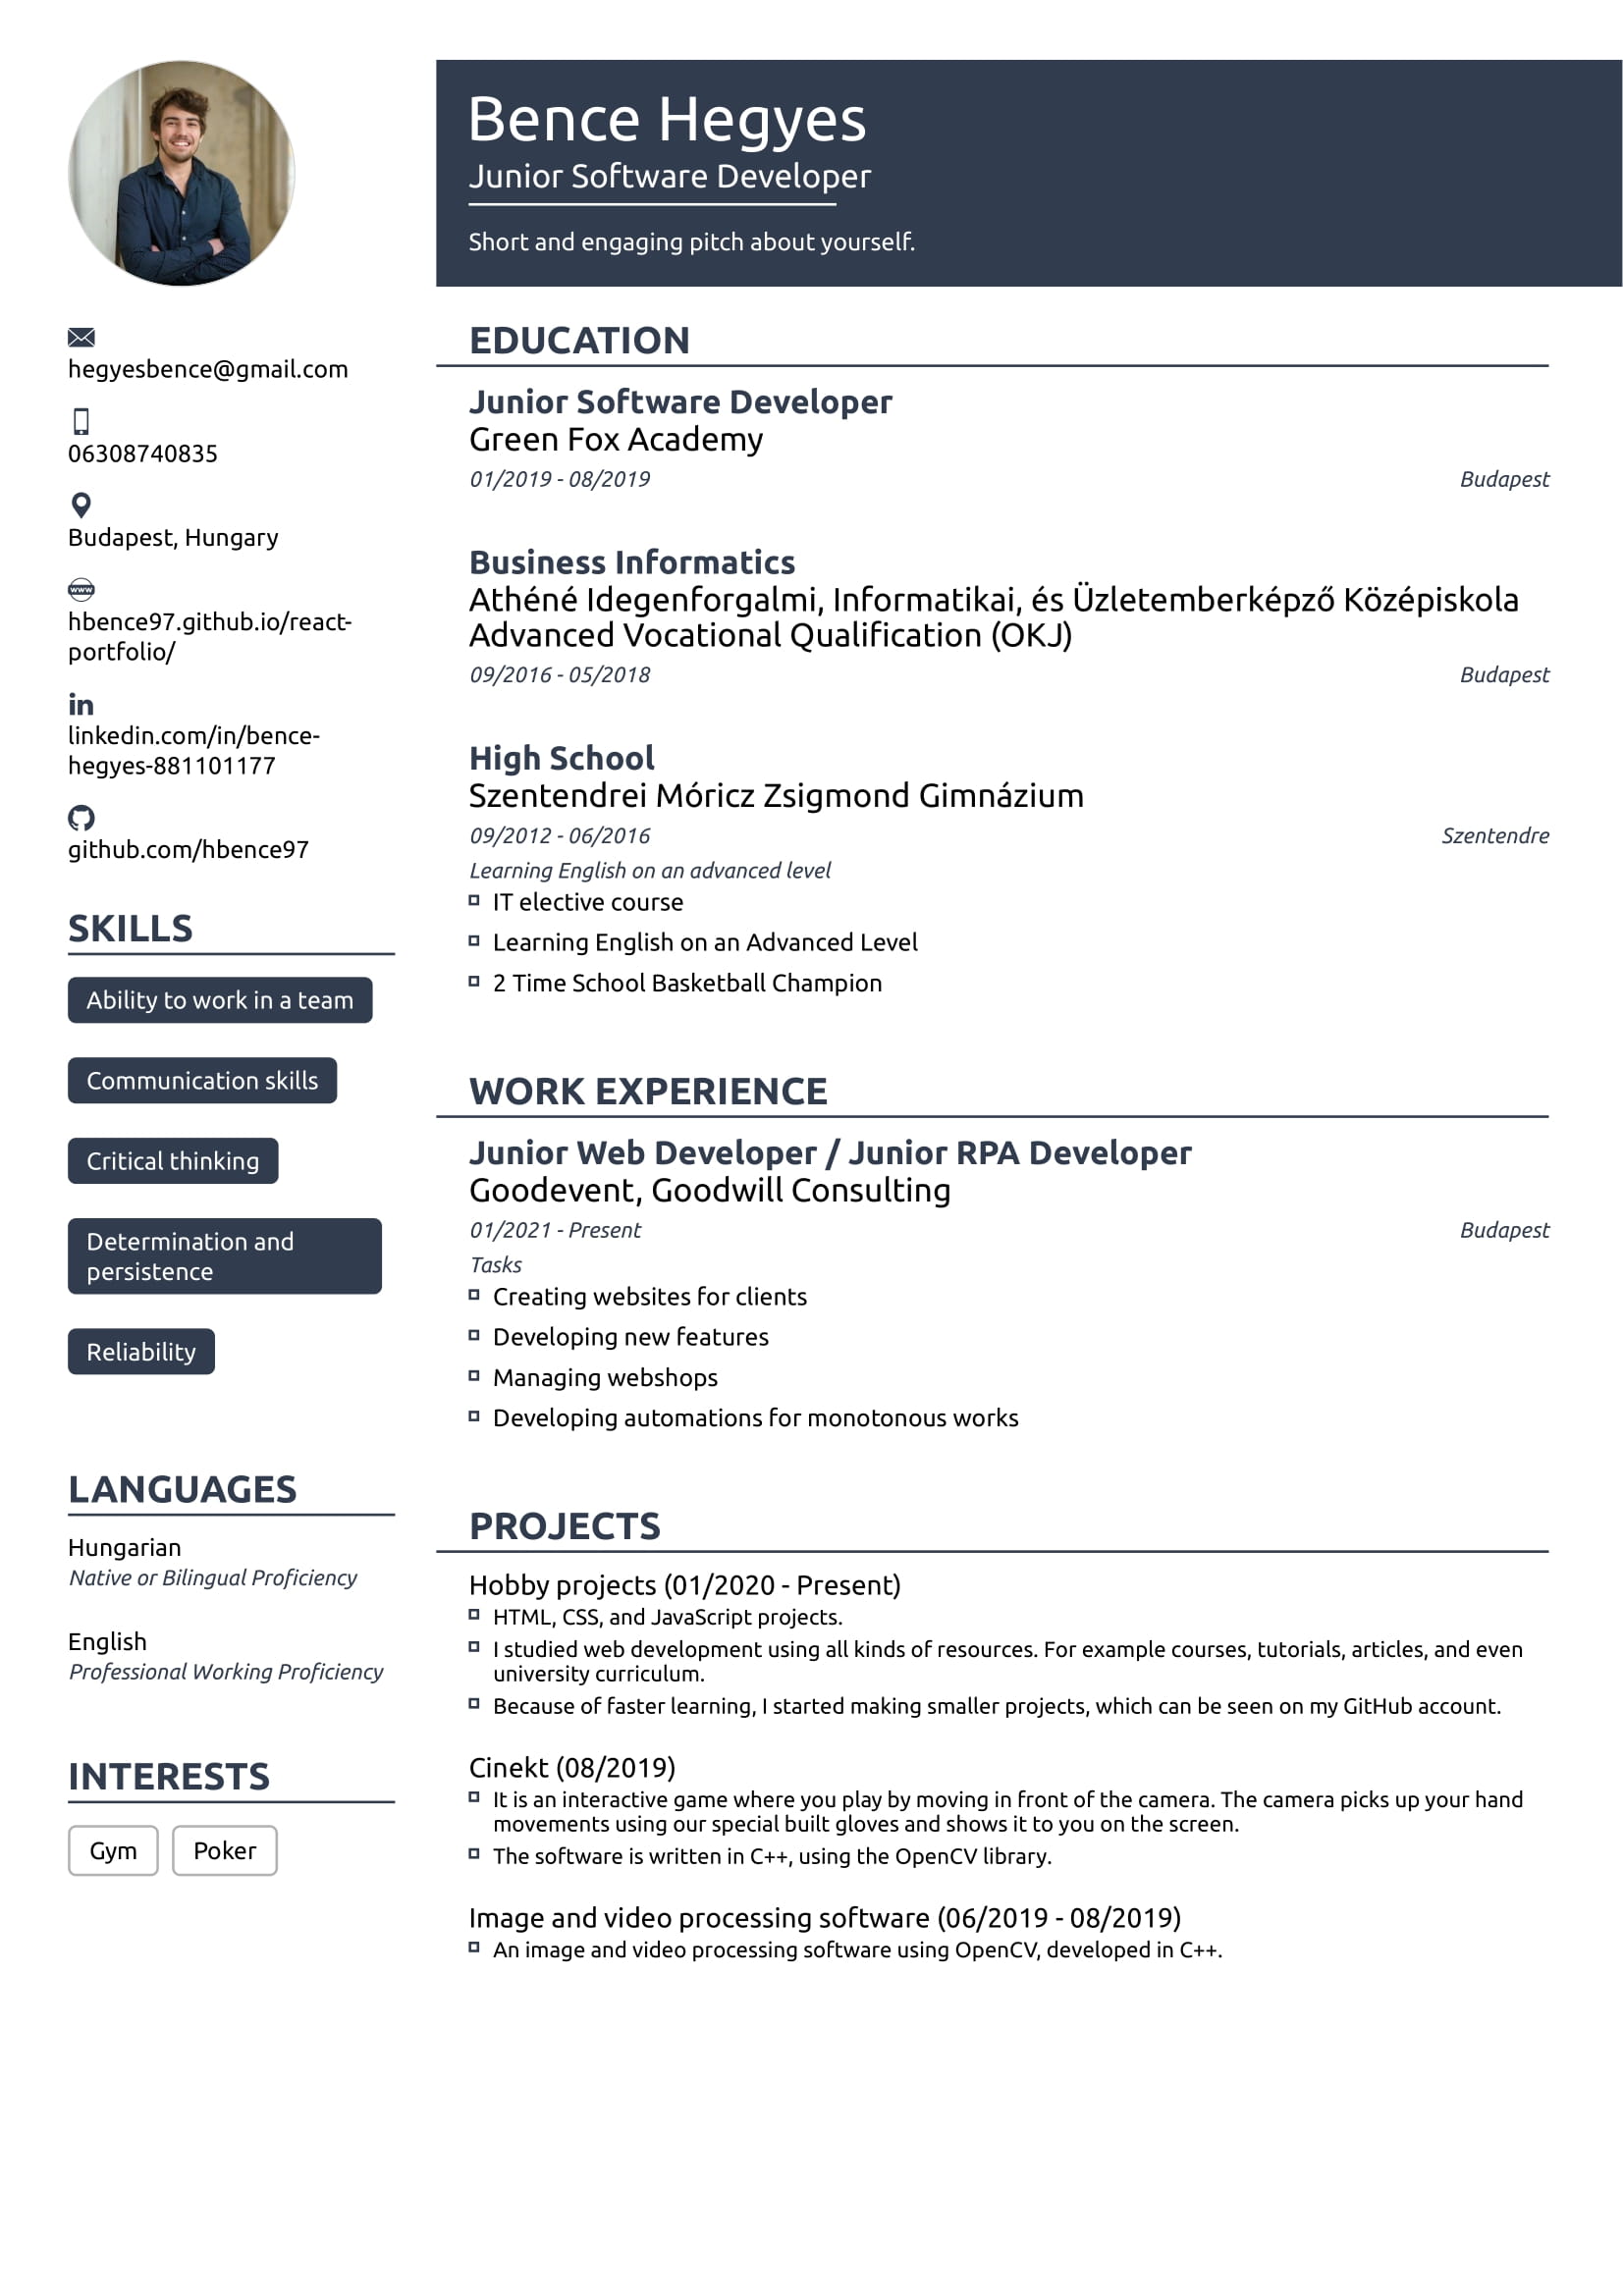 Bence Hegyes
Junior Software Developer
Short and engaging pitch about yourself.
hegyesbence@gmail.com
06308740835
Budapest, Hungary
www
hbence97.github.io/react-
portfolio/
in
linkedin.com/in/bence-
hegyes-881101177
github.com/hbence97
SKILLS
Ability to work in a team
Communication skills
Critical thinking
Determination and
persistence
Reliability
LANGUAGES
Hungarian
Native or Bilingual Proficiency
English
Professional Working Proficiency
INTERESTS
Gym Poker
EDUCATION
Junior Software Developer
Green Fox Academy
01/2019 - 08/2019 Budapest
Business Informatics
Athéné Idegenforgalmi, Informatikai, és Üzletemberképző Középiskola
Advanced Vocational Qualification (OKJ)
09/2016 - 05/2018 Budapest
High School
Szentendrei Móricz Zsigmond Gimnázium
09/2012 - 06/2016 Szentendre
Learning English on an advanced level
IT elective course
Learning English on an Advanced Level
2 Time School Basketball Champion
WORK EXPERIENCE
Junior Web Developer / Junior RPA Developer
Goodevent, Goodwill Consulting
01/2021 - Present Budapest
Tasks
Creating websites for clients
Developing new features
Managing webshops
Developing automations for monotonous works
PROJECTS
Hobby projects (01/2020 - Present)
HTML, CSS, and JavaScript projects.
I studied web development using all kinds of resources. For example courses, tutorials, articles, and even
university curriculum.
Because of faster learning, I started making smaller projects, which can be seen on my GitHub account.
Cinekt (08/2019)
It is an interactive game where you play by moving in front of the camera. The camera picks up your hand
movements using our special built gloves and shows it to you on the screen.
The software is written in C++, using the OpenCV library.
Image and video processing software (06/2019 - 08/2019)
An image and video processing software using OpenCV, developed in C++.